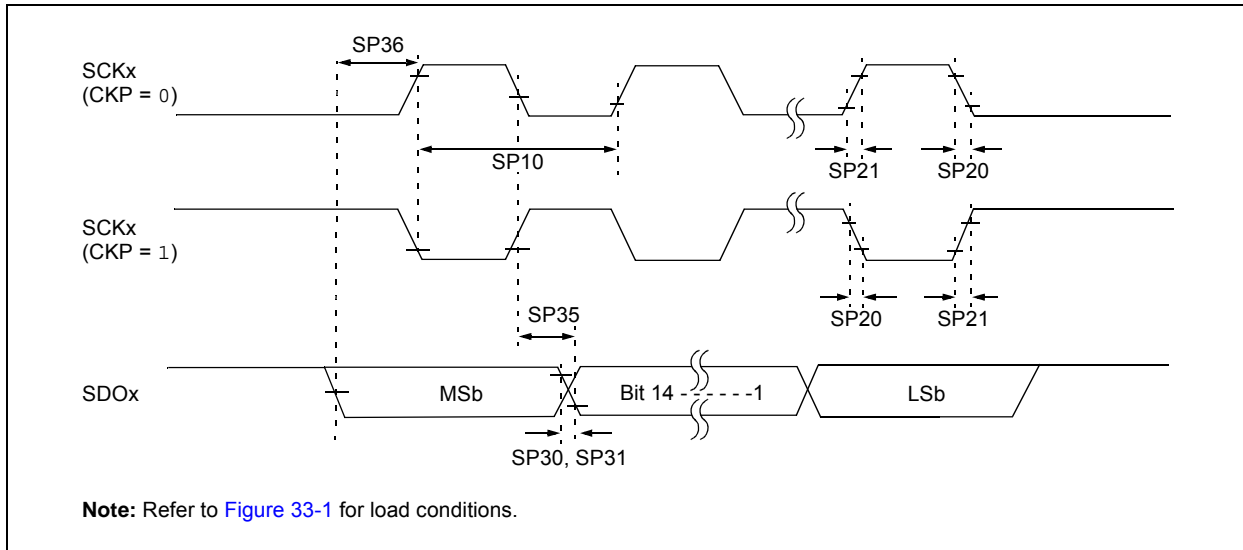 SP36
SCKx
(CKP = 0)
SP10
SP21
SP20
SCKx
(CKP = 1)
SP35
SP20
SP21
SDOx
MSb
Bit 14 - - - - - -1
LSb
SP30, SP31
Note: Refer to Figure 33-1 for load conditions.